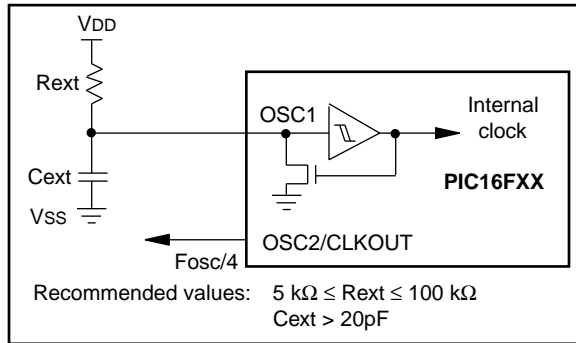 VDD
Rext
OSC1
Internal
clock
Cext
PIC16FXX
VSS
OSC2/CLKOUT
Fosc/4
Recommended values: 5 kΩ ≤ Rext ≤ 100 kΩ
Cext > 20pF